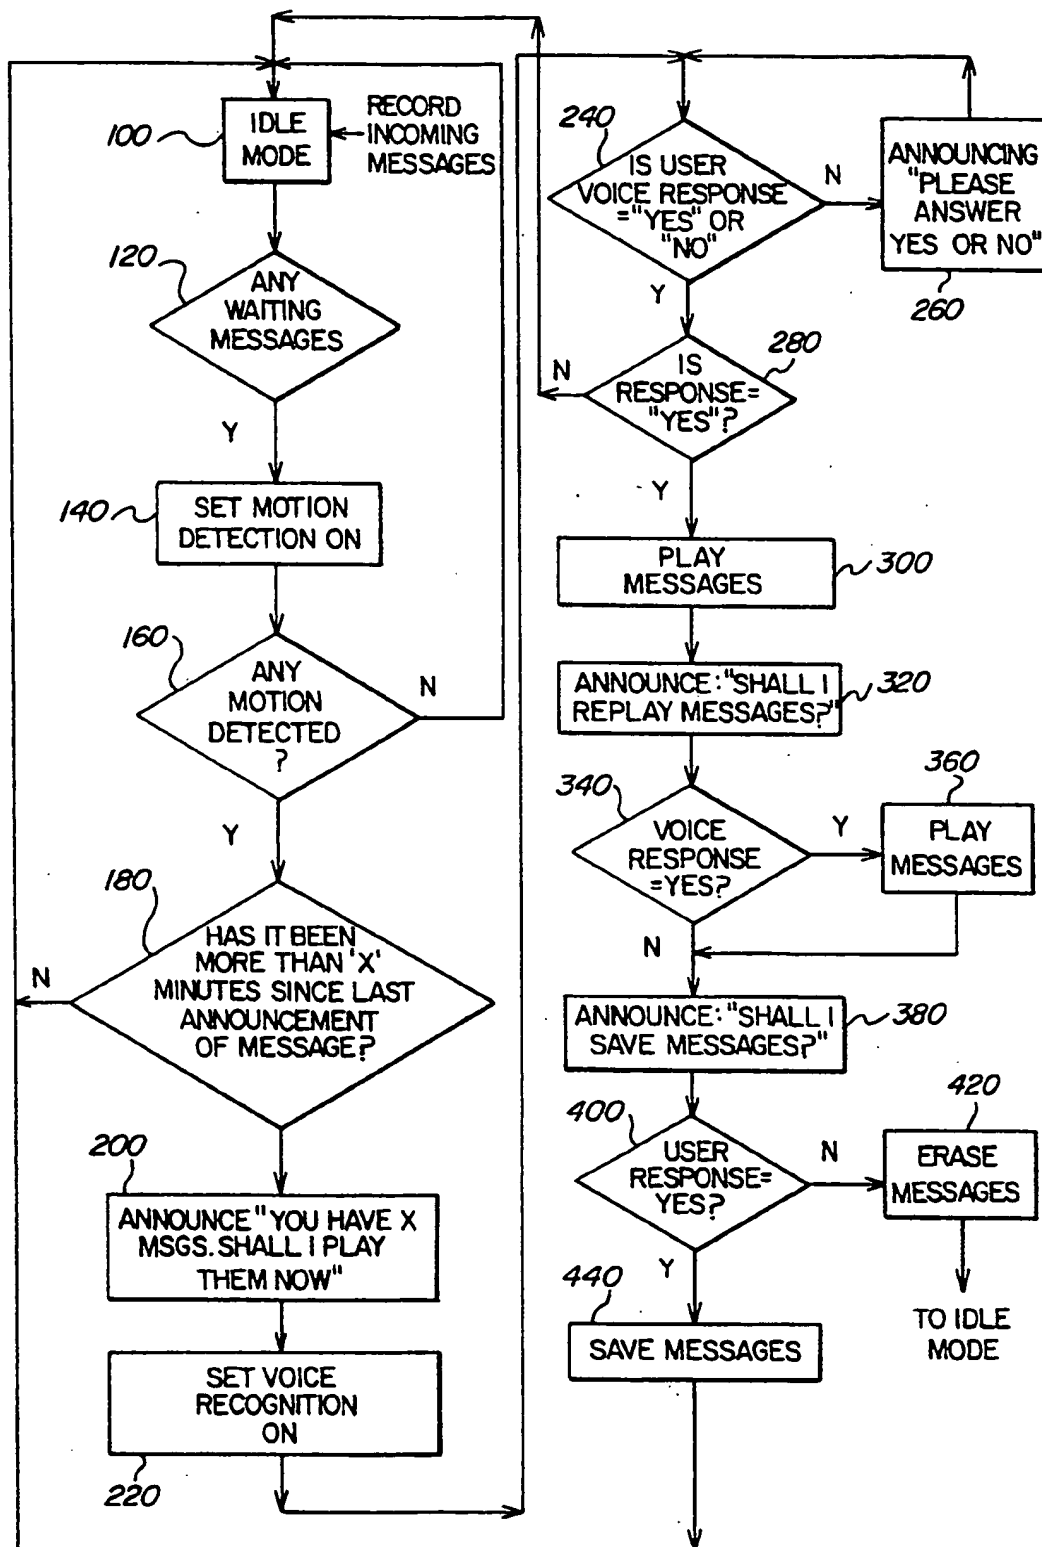 100
IDLE
MODE
RECORD
INCOMING
MESSAGES
120
ANY
WAITING
MESSAGES
Y
140
SET MOTION
DETECTION ON
160
ANY
MOTION
DETECTED
?
N
Y
180
HAS IT BEEN
MORE THAN 'X'
MINUTES SINCE LAST
ANNOUNCEMENT
OF MESSAGE?
N
200
ANNOUNCE "YOU HAVE X
MSGS. SHALL I PLAY
THEM NOW"
SET VOICE
RECOGNITION
ON
220
240
IS USER
VOICE RESPONSE
="YES" OR
"NO"
N
Y
ANNOUNCING
"PLEASE
ANSWER
YES OR NO"
260
280
IS
RESPONSE=
"YES"?
N
Y
PLAY
MESSAGES
300
ANNOUNCE: "SHALL I
REPLAY MESSAGES?"
320
340
VOICE
RESPONSE
=YES?
Y
N
360
PLAY
MESSAGES
ANNOUNCE: "SHALL I
SAVE MESSAGES?"
380
400
USER
RESPONSE=
YES?
N
Y
420
ERASE
MESSAGES
TO IDLE
MODE
440
SAVE MESSAGES